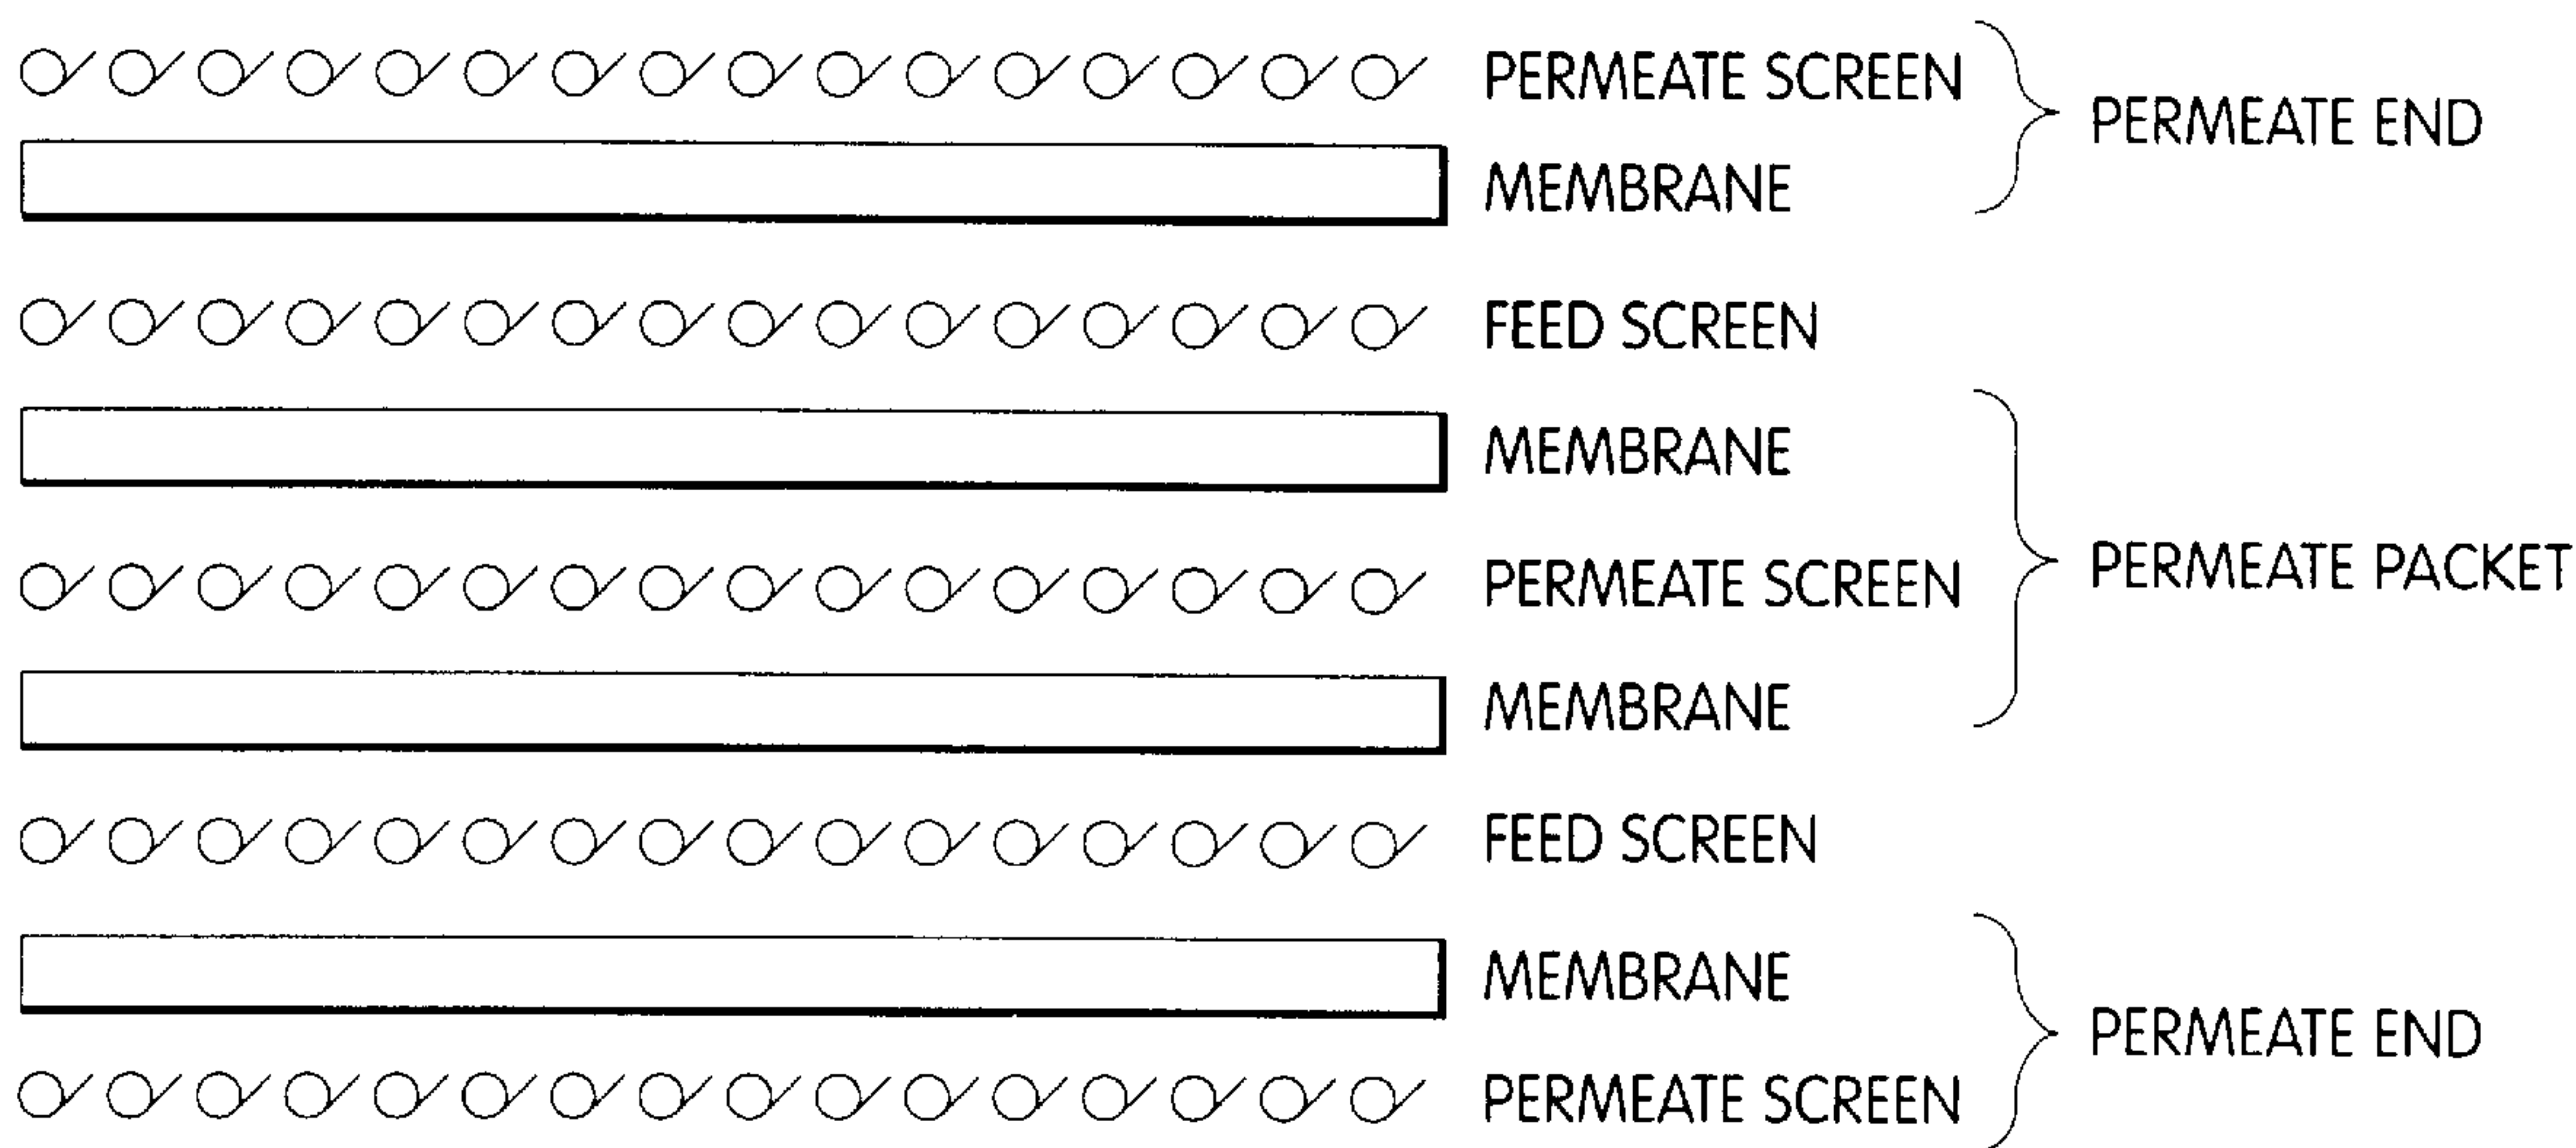 PERMEATE SCREEN
PERMEATE END
MEMBRANE
FEED SCREEN
MEMBRANE
PERMEATE SCREEN
PERMEATE PACKET
MEMBRANE
FEED SCREEN
MEMBRANE
PERMEATE END
PERMEATE SCREEN